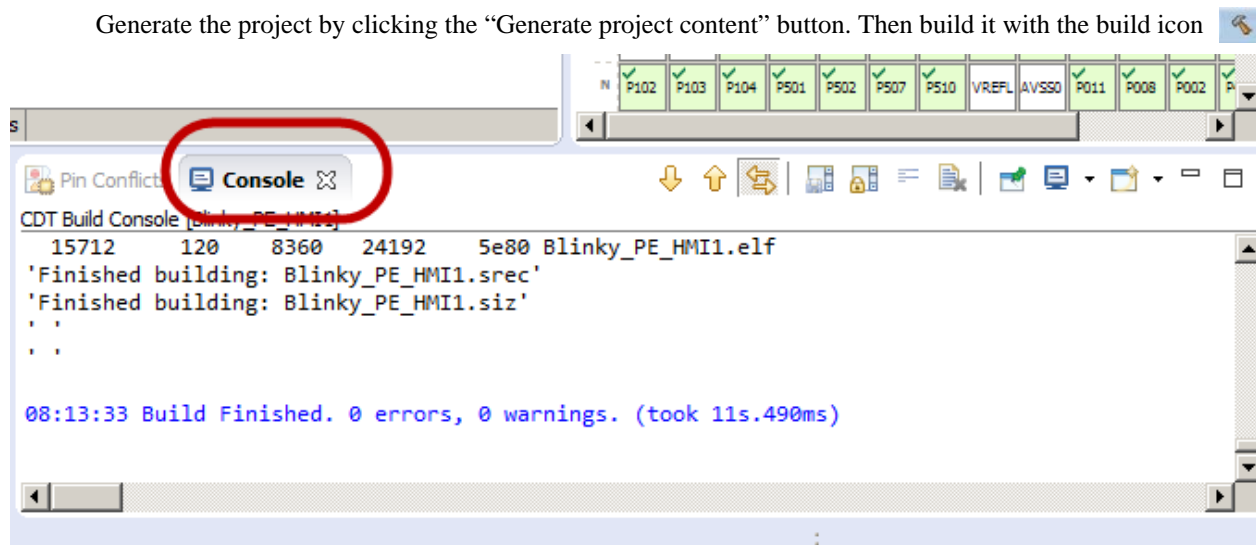 Generate the project by clicking the “Generate project content” button. Then build it with the build icon
N P102 P103 P104 P501 P502 P507 P510 VREFL AVSS0 P011 P008 P002
s
Pin Conflict Console
CDT Build Console [Blinky_PE_HMI1]
15712 120 8360 24192 5e80 Blinky_PE_HMI1.elf
'Finished building: Blinky_PE_HMI1.srec'
'Finished building: Blinky_PE_HMI1.siz'
' '
' '
08:13:33 Build Finished. 0 errors, 0 warnings. (took 11s.490ms)